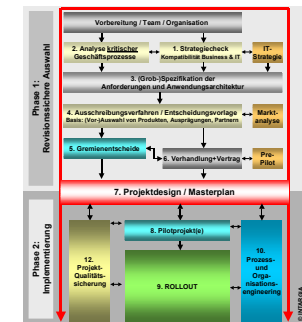 Phase 1:
Revisionssichere Auswahl
Vorbereitung / Team / Organisation
2. Analyse kritischer
Geschäftsprozesse
1. Strategiecheck
Kompatibilität Business & IT
IT-
Strategie
3. (Grob-)Spezifikation der
Anforderungen und Anwendungsarchitektur
4. Ausschreibungsverfahren / Entscheidungsvorlage
Basis: (Vor-)Auswahl von Produkten, Ausprägungen, Partnern
Markt-
analyse
5. Gremienentscheide
6. Verhandlung+Vertrag
Pre-
Pilot
7. Projektdesign / Masterplan
Phase 2:
Implementierung
8. Pilotprojekt(e)
12.
Projekt-
Qualitäts-
sicherung
9. ROLLOUT
10.
Prozess-
und
Orga-
nisations-
engineering